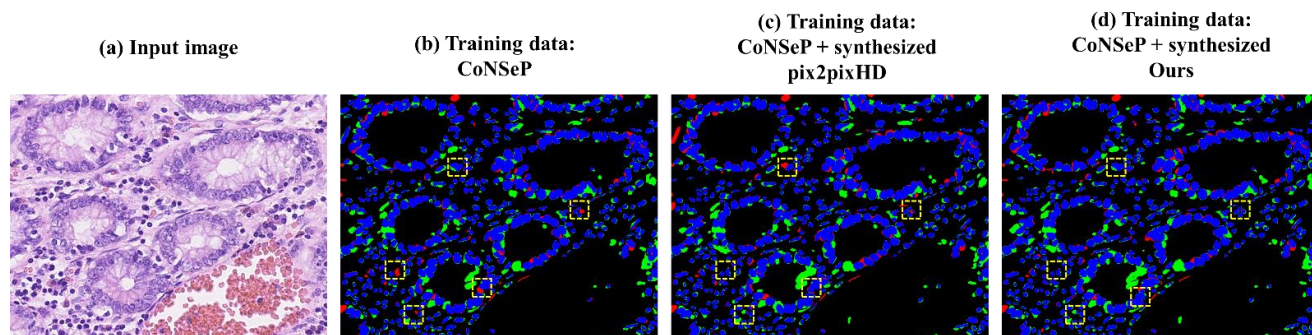 (a) Input image
(b) Training data:
CoNSeP
(c) Training data:
CoNSeP + synthesized
pix2pixHD
(d) Training data:
CoNSeP + synthesized
Ours